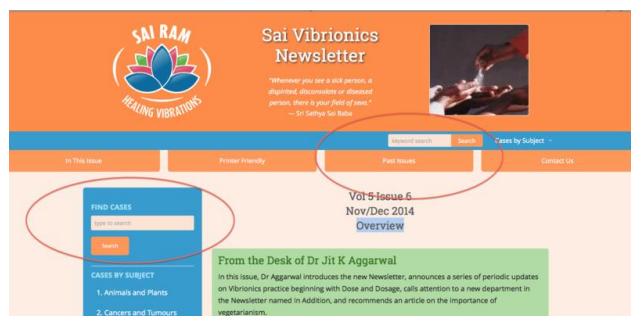 SAI RAM
HEALING VIBRATIONS
Sai Vibrionics
Newsletter
"Whenever you see a sick person, a
dispirited, disconsolate or diseased
person, there is your field of seva."
— Sri Sathya Sai Baba
keyword search
Search
Cases by Subject
In This Issue
Printer Friendly
Past Issues
Contact Us
FIND CASES
type to search
Search
CASES BY SUBJECT
1. Animals and Plants
2. Cancers and Tumours
Vol 5 Issue 6
Nov/Dec 2014
Overview
From the Desk of Dr Jit K Aggarwal
In this issue, Dr Aggarwal introduces the new Newsletter, announces a series of periodic updates
on Vibrionics practice beginning with Dose and Dosage, calls attention to a new department in
the Newsletter named In Addition, and recommends an article on the importance of
vegetarianism.